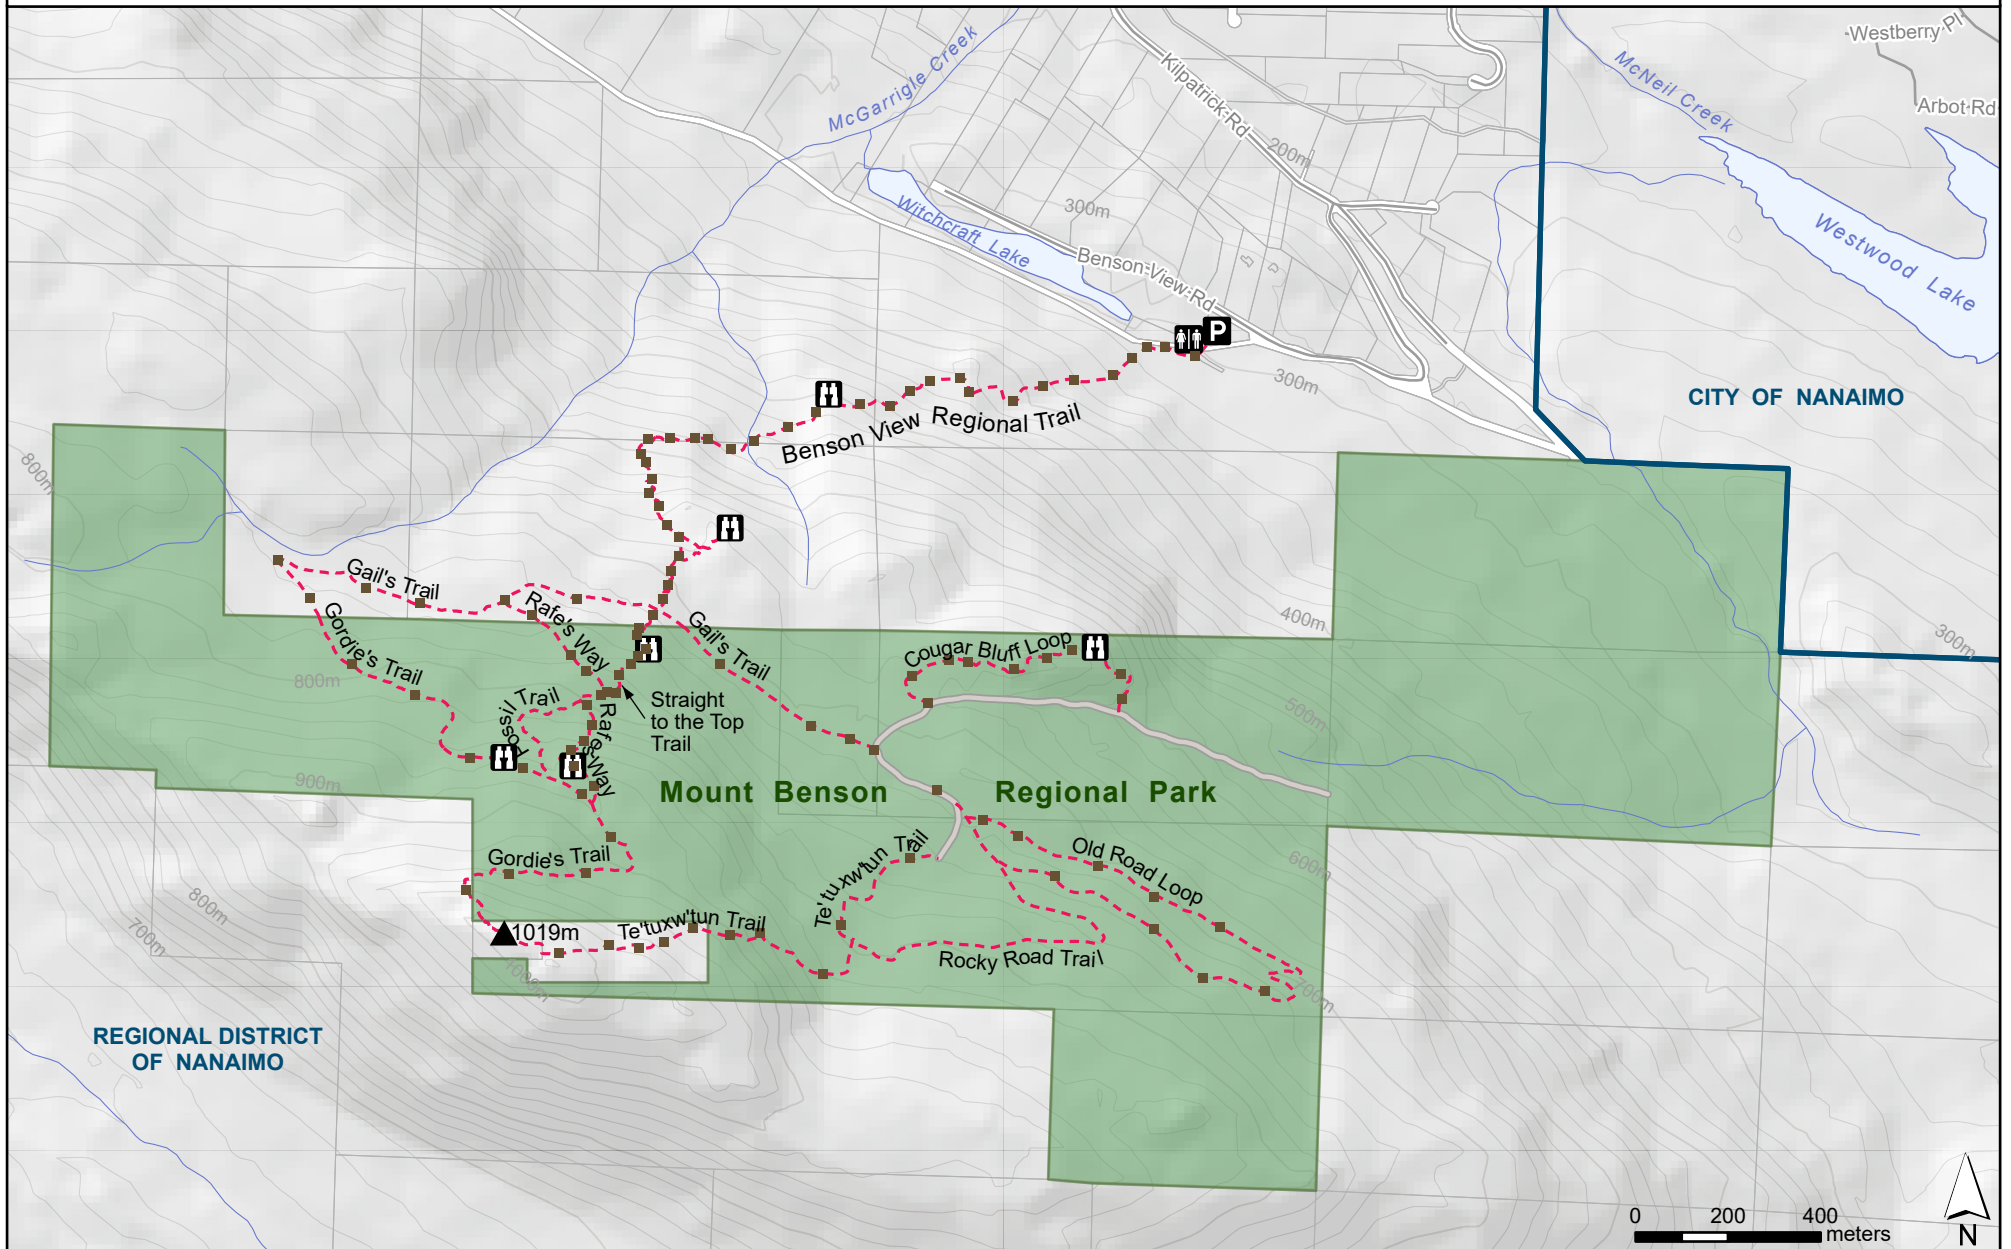 McGarrigle Creek
Kilpatrick Rd
McNeil Creek
Westberry Pl
Arbot Rd
200m
300m
Witchcraft Lake
Benson View Rd
Westwood Lake
P
300m
CITY OF NANAIMO
Benson View Regional Trail
800m
Gail's Trail
Rafe's Way
Gordie's Trail
Gail's Trail
Cougar Bluff Loop
400m
300m
800m
Fossil Trail
Rafe's Way
Straight
to the Top
Trail
500m
900m
Mount Benson Regional Park
Gordie's Trail
Te'tuxw'tun Trail
Old Road Loop
600m
800m
700m
1019m
Te'tuxw'tun Trail
Rocky Road Trail
1000m
700m
REGIONAL DISTRICT
OF NANAIMO
0 200 400
meters
N